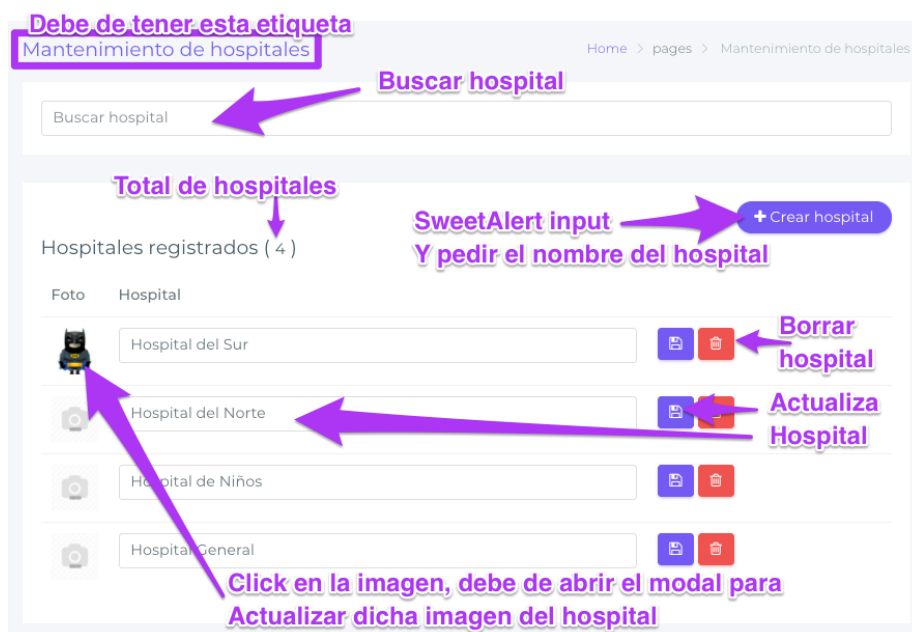 Debe de tener esta etiqueta
Mantenimiento de hospitales
Home > pages > Mantenimiento de hospitales
Buscar hospital
Buscar hospital
Total de hospitales
SweetAlert input
Y pedir el nombre del hospital
+ Crear hospital
Hospitales registrados ( 4 )
Foto Hospital
Hospital del Sur
Borrar
hospital
Hospital del Norte
Actualiza
Hospital
Hospital de Niños
Hospital General
Click en la imagen, debe de abrir el modal para
Actualizar dicha imagen del hospital